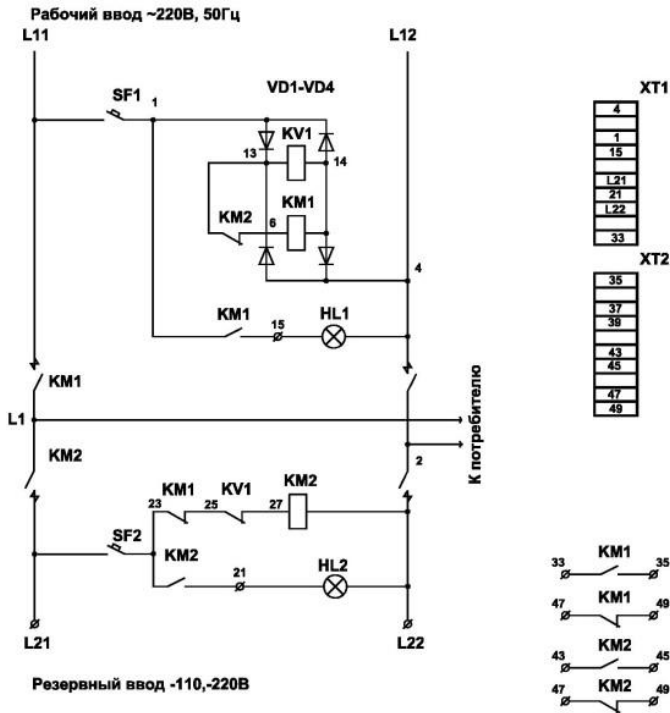 Рабочий ввод ~220В, 50Гц
L11
L12
XT1
SF1
1
VD1-VD4
4
1
15
L21
21
L22
33
13
KV1
14
KM2
6
KM1
4
XT2
35
37
39
43
45
47
49
KM1
15
HL1
KM1
L1
К потребителю
KM2
2
23
KM1
25
KV1
27
KM2
SF2
KM2
21
HL2
33
KM1
35
47
KM1
49
43
KM2
45
47
KM2
49
L21
L22
Резервный ввод -110,-220В